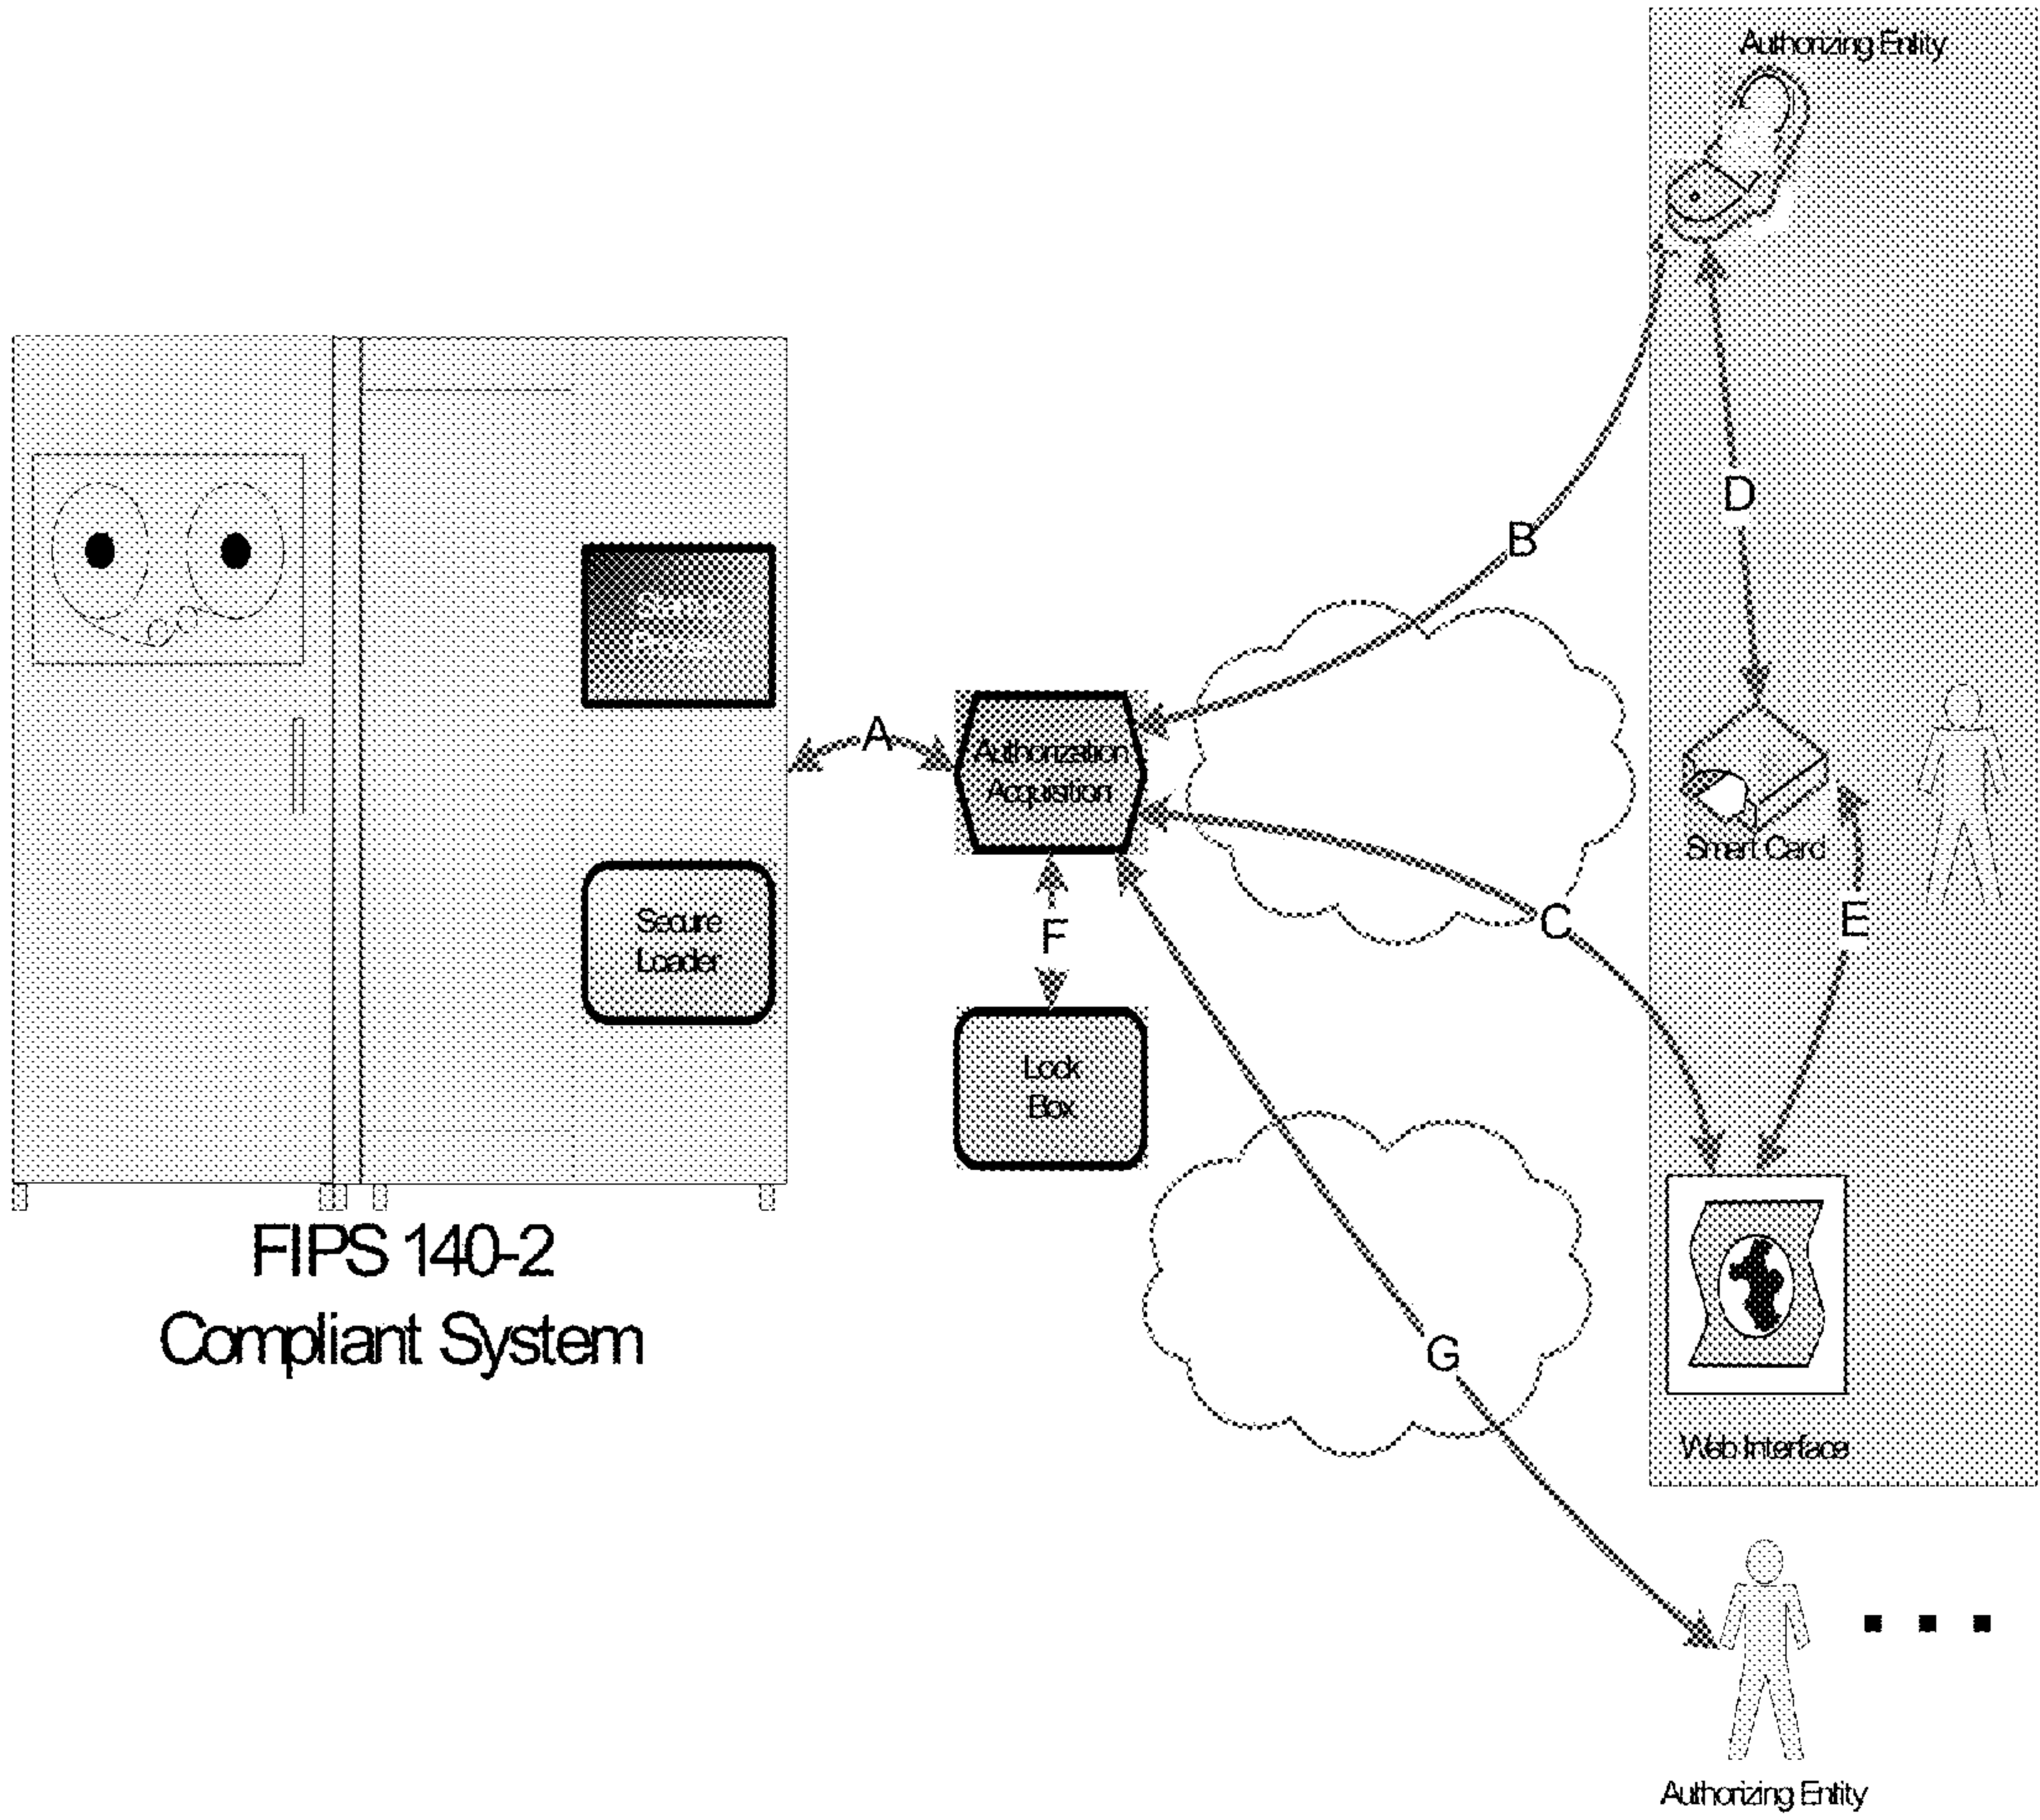 Authorizing Entity
D
B
A
Authorization
Acquisition
Smart Card
C
E
Secure
Loader
F
Lock
Box
FIPS 140-2
Compliant System
G
Web Interface
Authorizing Entity